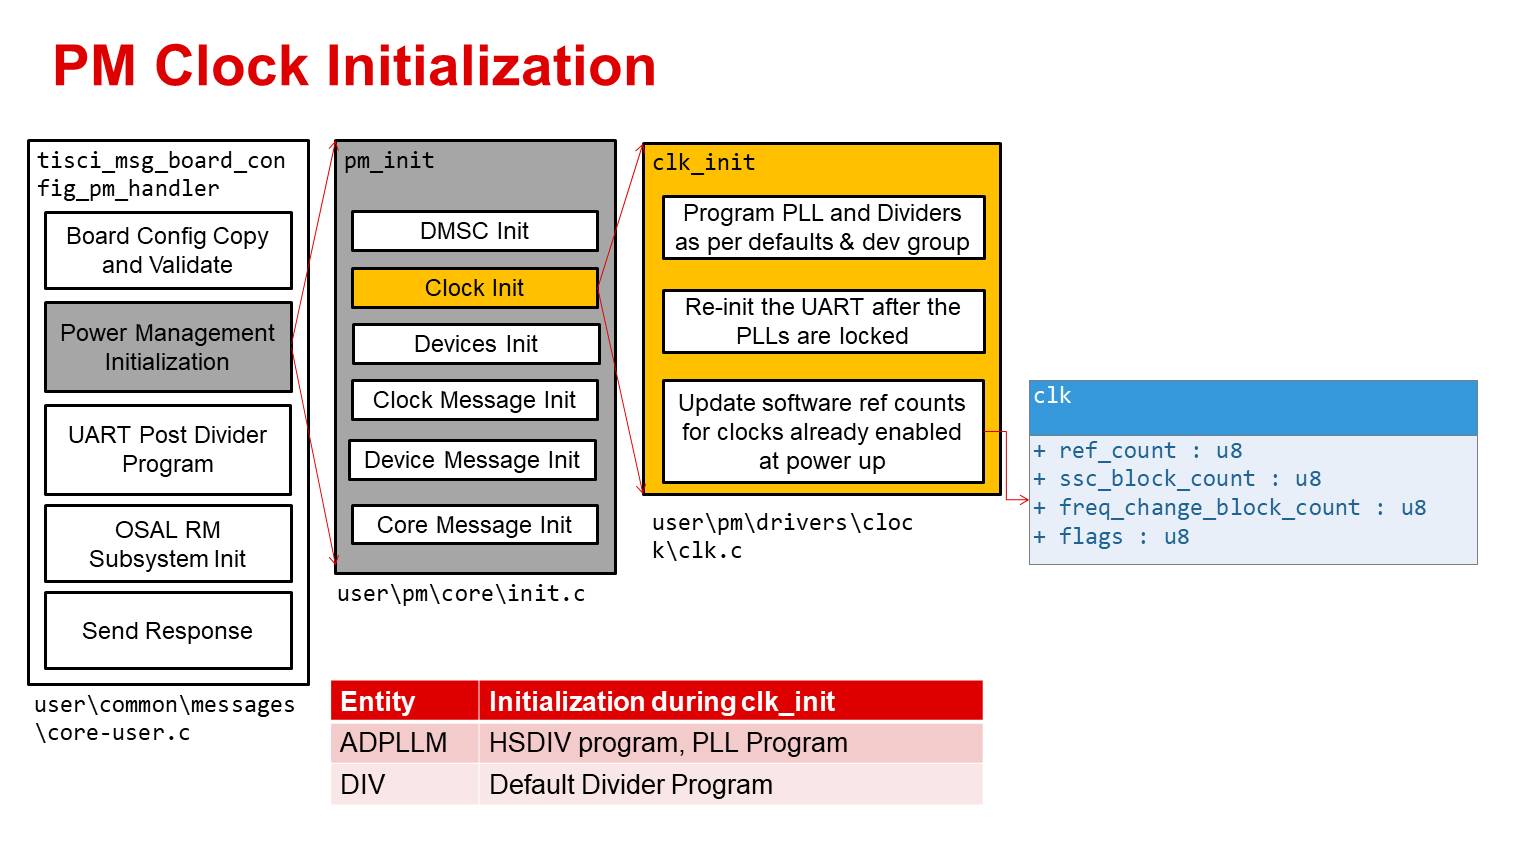 PM Clock Initialization
tisci_msg_board_con
fig_pm_handler
Board Config Copy
and Validate
Power Management
Initialization
UART Post Divider
Program
OSAL RM
Subsystem Init
Send Response
user\common\messages
\core-user.c
pm_init
DMSC Init
Clock Init
Devices Init
Clock Message Init
Device Message Init
Core Message Init
user\pm\core\init.c
clk_init
Program PLL and Dividers
as per defaults & dev group
Re-init the UART after the
PLLs are locked
Update software ref counts
for clocks already enabled
at power up
user\pm\drivers\cloc
k\clk.c
clk
+ ref_count : u8
+ ssc_block_count : u8
+ freq_change_block_count : u8
+ flags : u8
Entity Initialization during clk_init
ADPLLM HSDIV program, PLL Program
DIV Default Divider Program